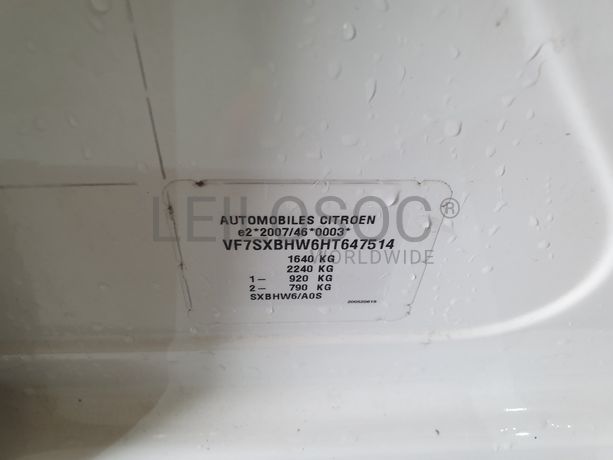 AUTOMOBILES CITROEN
e2*2007/46*0003*
VF7SXBHW6HT647514
1640 KG
2240 KG
1- 920 KG
2- 790 KG
SXBHW6/A0S
LEILOSOC®
WORLDWIDE